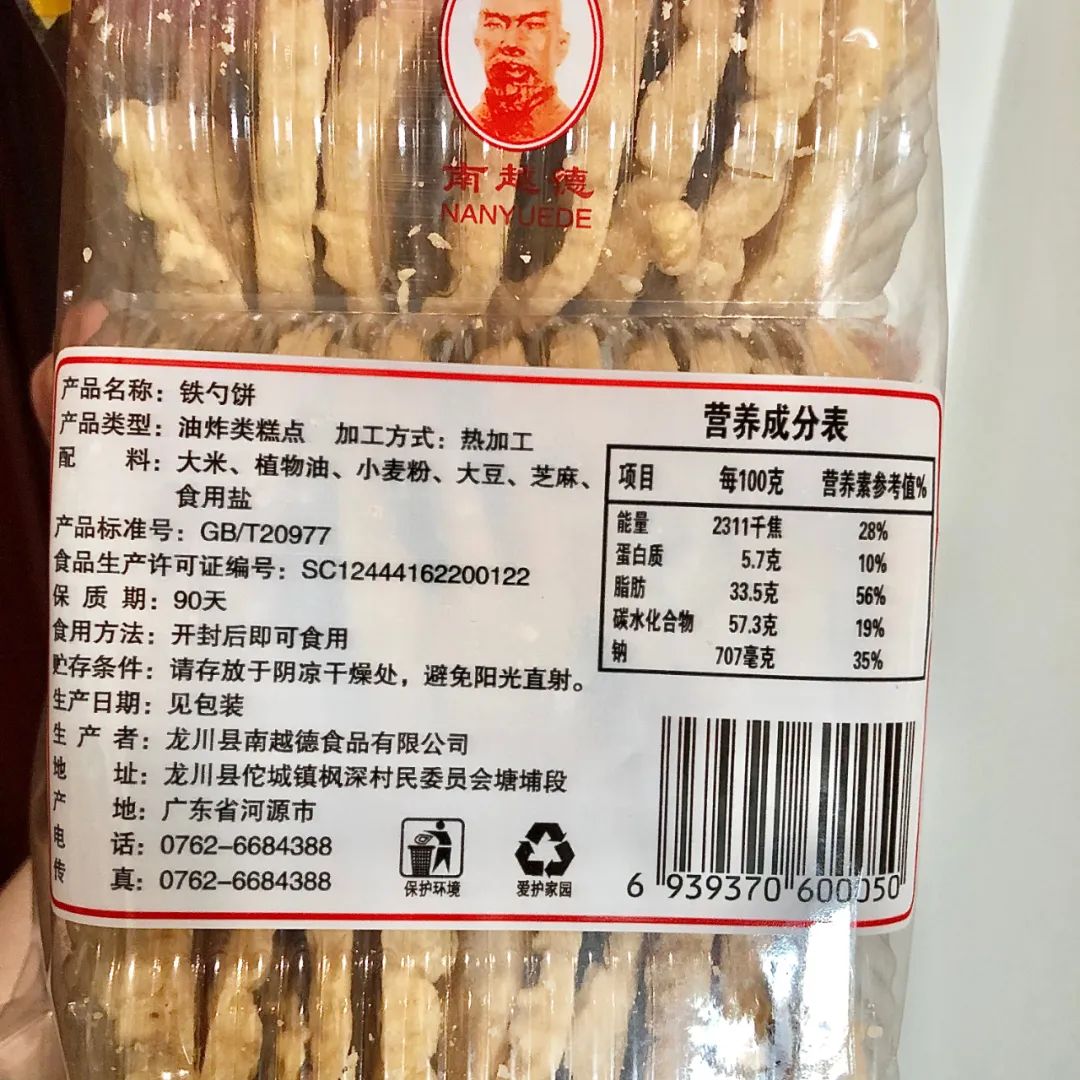 南越德
NANYUEDE
产品名称：铁勺饼
产品类型：油炸类糕点 加工方式：热加工
配 料：大米、植物油、小麦粉、大豆、芝麻、
食用盐
产品标准号：GB/T20977
食品生产许可证编号：SC12444162200122
保 质 期：90天
食用方法：开封后即可食用
贮存条件：请存放于阴凉干燥处，避免阳光直射。
生产日期：见包装
生 产 者：龙川县南越德食品有限公司
地 址：龙川县佗城镇枫深村民委员会塘埔段
产 地：广东省河源市
电 话：0762-6684388
传 真：0762-6684388
保护环境
爱护家园
营养成分表
项目 每100克 营养素参考值%
能量 2311千焦 28%
蛋白质 5.7克 10%
脂肪 33.5克 56%
碳水化合物 57.3克 19%
钠 707毫克 35%
6 939370 600050